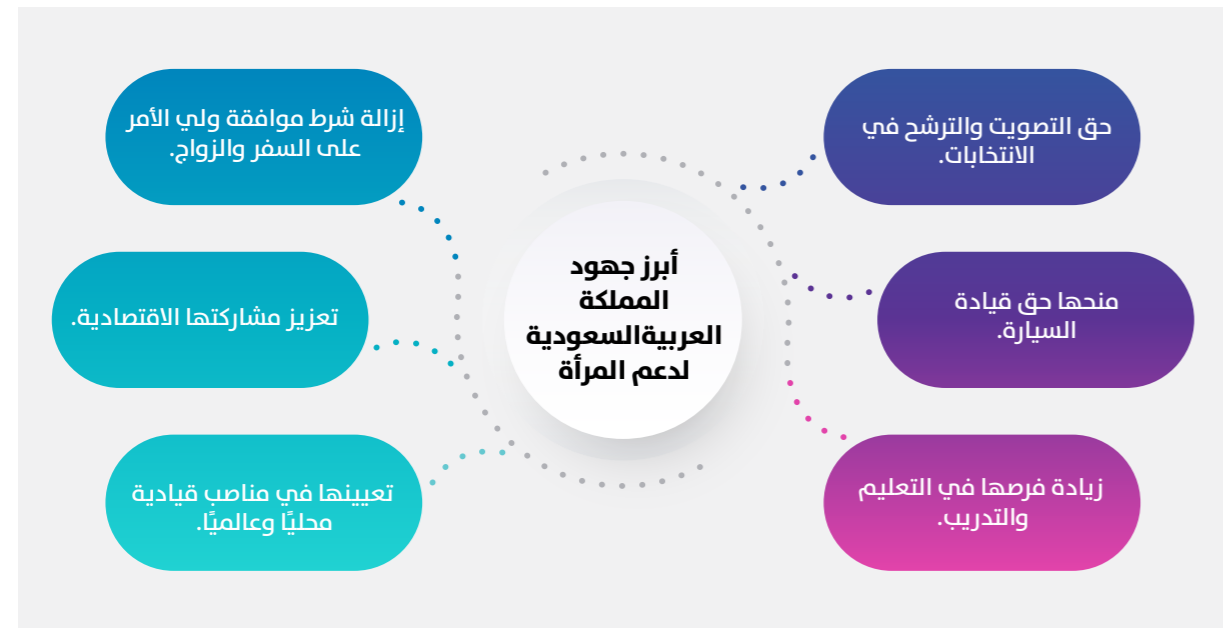 أبرز جهود
المملكة
العربيةالسعودية
لدعم المرأة
حق التصويت والترشح في
الانتخابات.
منحها حق قيادة
السيارة.
زيادة فرصها في التعليم
والتدريب.
إزالة شرط موافقة ولي الأمر
على السفر والزواج.
تعزيز مشاركتها الاقتصادية.
تعيينها في مناصب قيادية
محليًا وعالميًا.